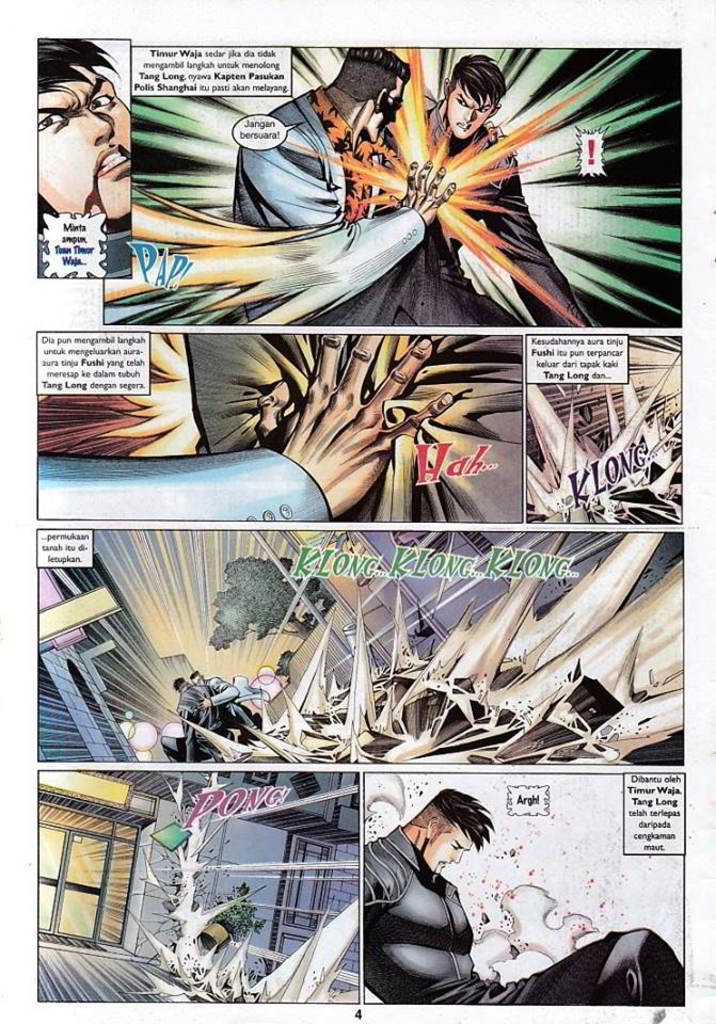 Timur Waja sedar jika dia tidak
mengambil langkah untuk menolong
Tang Long, nyawa Kapten Pasukan
Polis Shanghai itu pasti akan melayang.
Minta
ampun,
Tuan Timur
Waja...
Jangan
bersuara!
!
PAP!
Dia pun mengambil langkah
untuk mengeluarkan aura-
aura tinju Fushi yang telah
meresap ke dalam tubuh
Tang Long dengan segera.
Hah...
Kesudahannya aura tinju
Fushi itu pun terpancar
keluar dari tapak kaki
Tang Long dan...
KLONG...
...permukaan
tanah itu di-
letupkan.
KLONG... KLONG... KLONG...
PONG!
Argh!
Dibantu oleh
Timur Waja,
Tang Long
telah terlepas
daripada
cengkaman
maut.
4